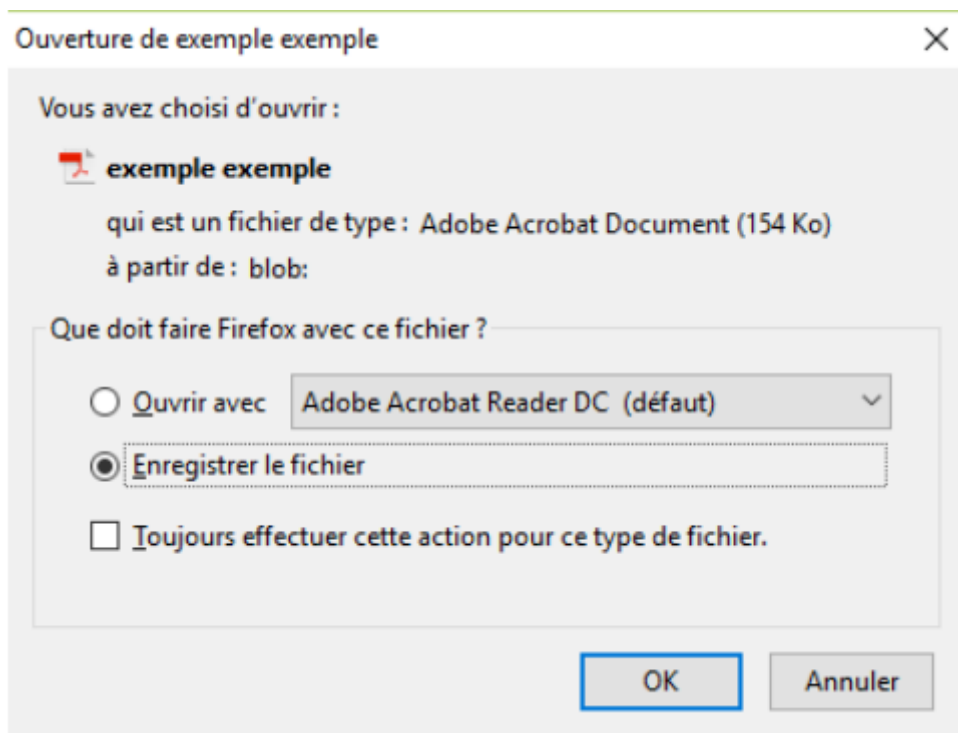 Ouverture de exemple exemple
Vous avez choisi d'ouvrir :
exemple exemple
qui est un fichier de type : Adobe Acrobat Document (154 Ko)
à partir de : blob:
Que doit faire Firefox avec ce fichier ?
Ouvrir avec Adobe Acrobat Reader DC (défaut)
Enregistrer le fichier
Toujours effectuer cette action pour ce type de fichier.
OK Annuler